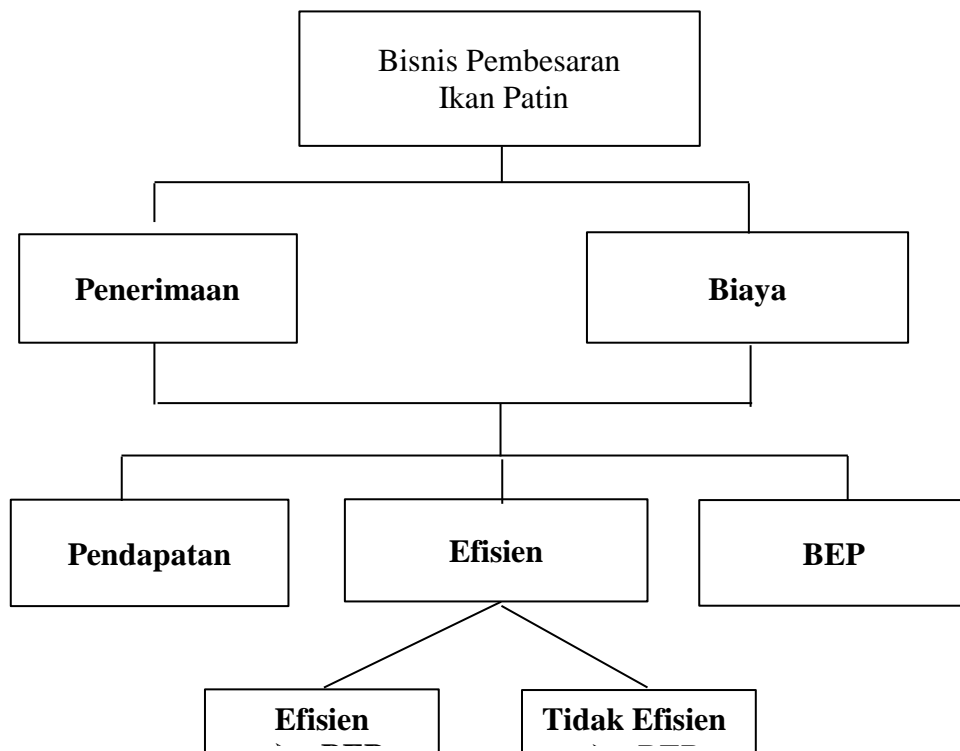 Bisnis Pembesaran
Ikan Patin
Penerimaan
Biaya
Pendapatan
Efisien
BEP
Efisien
Tidak Efisien